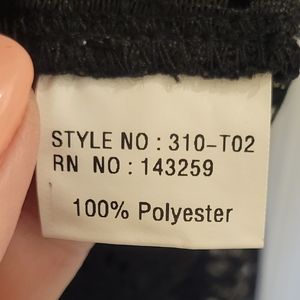 STYLE NO : 310-T02
RN NO : 143259
100% Polyester